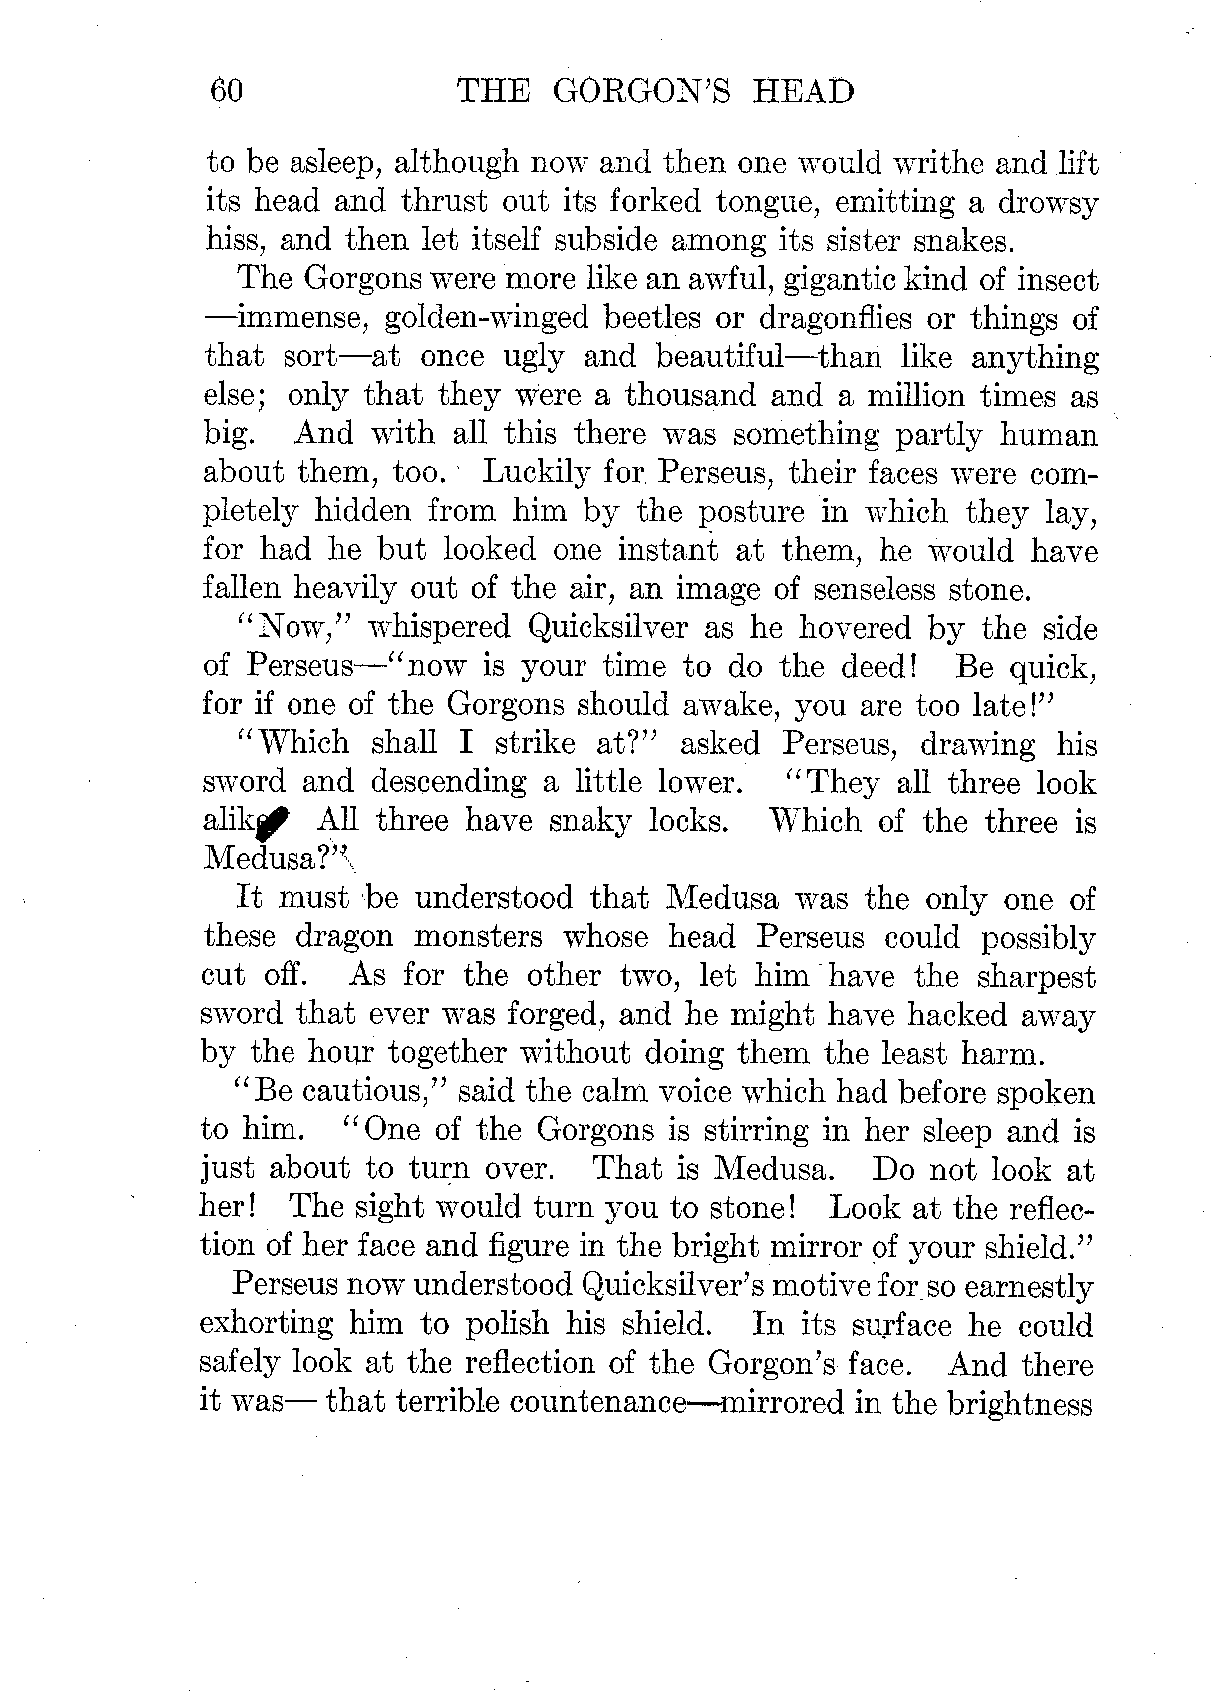 60 THE GORGON'S HEAD
to be asleep, although now and then one would writhe and lift
its head and thrust out its forked tongue, emitting a drowsy
hiss, and then let itself subside among its sister snakes.
The Gorgons were more like an awful, gigantic kind of insect
—immense, golden-winged beetles or dragonflies or things of
that sort—at once ugly and beautiful—than like anything
else; only that they were a thousand and a million times as
big. And with all this there was something partly human
about them, too. Luckily for Perseus, their faces were com-
pletely hidden from him by the posture in which they lay,
for had he but looked one instant at them, he would have
fallen heavily out of the air, an image of senseless stone.
"Now," whispered Quicksilver as he hovered by the side
of Perseus—"now is your time to do the deed! Be quick,
for if one of the Gorgons should awake, you are too late!"
"Which shall I strike at?" asked Perseus, drawing his
sword and descending a little lower. "They all three look
alike All three have snaky locks. Which of the three is
Medusa?"
It must be understood that Medusa was the only one of
these dragon monsters whose head Perseus could possibly
cut off. As for the other two, let him have the sharpest
sword that ever was forged, and he might have hacked away
by the hour together without doing them the least harm.
"Be cautious," said the calm voice which had before spoken
to him. "One of the Gorgons is stirring in her sleep and is
just about to turn over. That is Medusa. Do not look at
her! The sight would turn you to stone! Look at the reflec-
tion of her face and figure in the bright mirror of your shield."
Perseus now understood Quicksilver's motive for so earnestly
exhorting him to polish his shield. In its surface he could
safely look at the reflection of the Gorgon's face. And there
it was— that terrible countenance—mirrored in the brightness